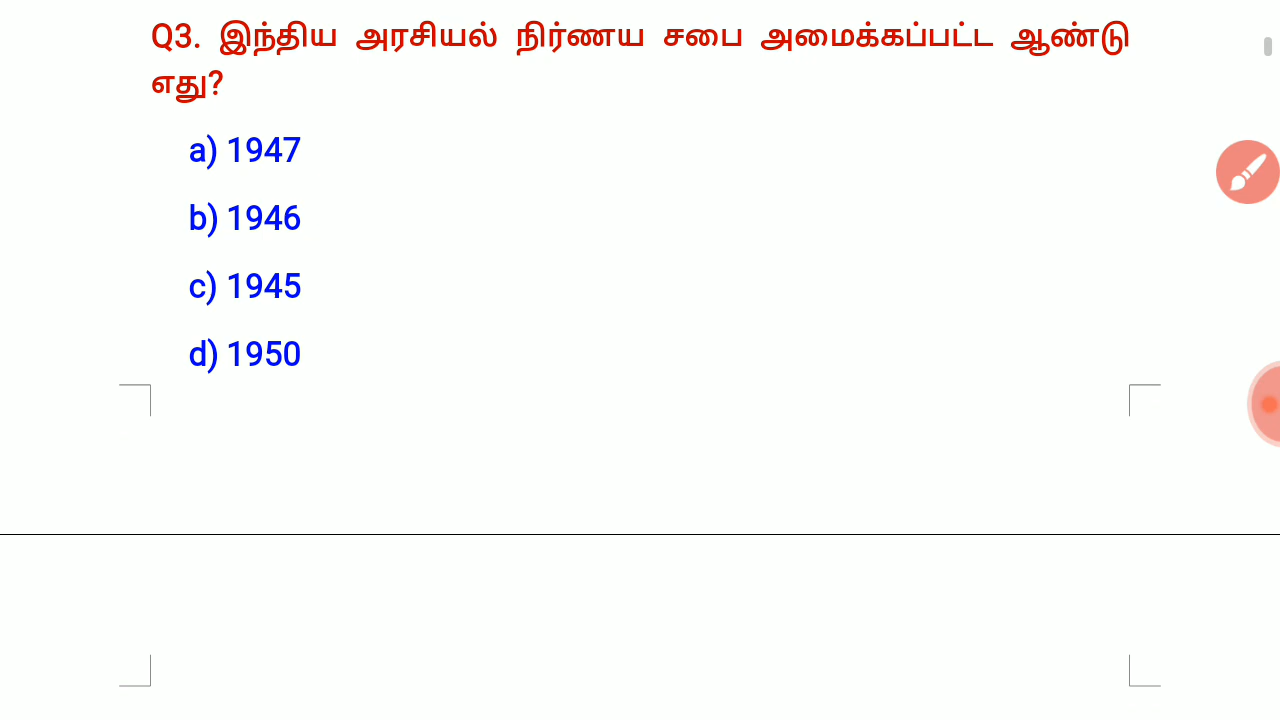 Q3. இந்திய அரசியல் நிர்ணய சபை அமைக்கப்பட்ட ஆண்டு
எது?
a) 1947
b) 1946
c) 1945
d) 1950